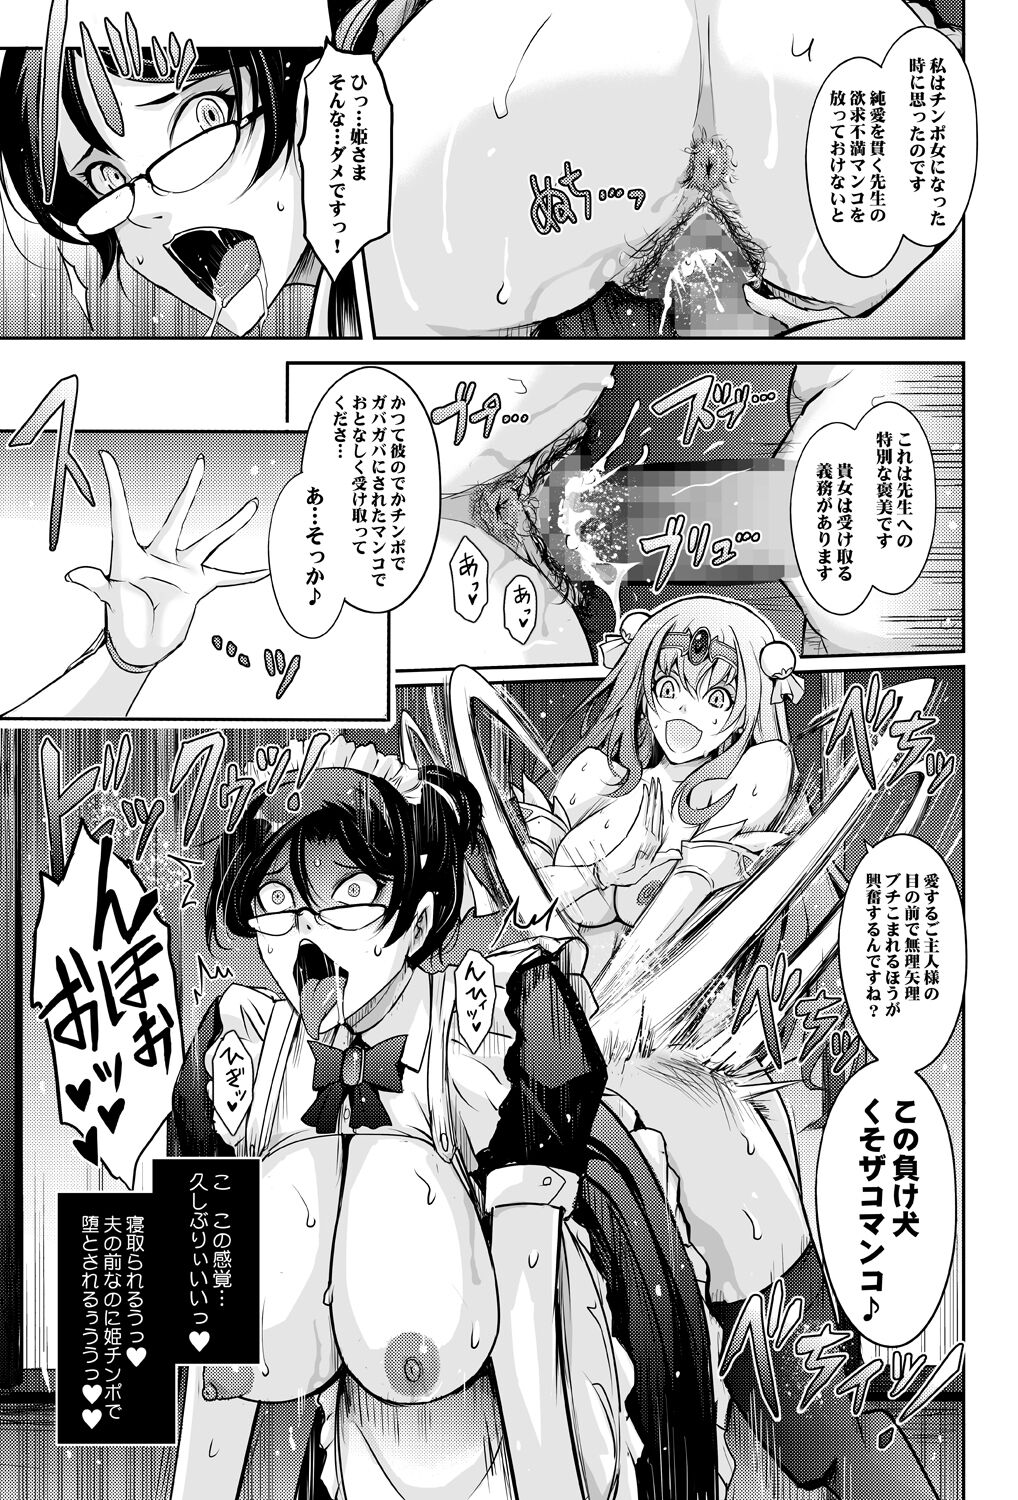 私はチンポ女になった
時に思ったのです
純愛を貫く先生の
欲求不満マンコを
放っておけないと
ぬち…っ
ひっ…姫さま
そんな…ダメですっ！
これは先生への
特別な褒美です
貴女は受け取る
義務があります
ズブ…
ブプ…
ブリュ…
あっ♥
あっ…♥
かつて彼のでかチンポで
ガバガバにされたマンコで
おとなしく受け取って
くださ…
あ…そっか♪
スッ…
愛するご主人様の
目の前で無理矢理
ブチこまれるほうが
興奮するんですね？
この負け犬
くそザコマンコ♪
んひィッ♥
ひぎッ♥
んほぉ
おッ♥♥♥
こ　この感覚…
久しぶりぃいいっ♥
寝取られるうっ♥
夫の前なのに姫チンポで
堕とされるぅううっ♥♥